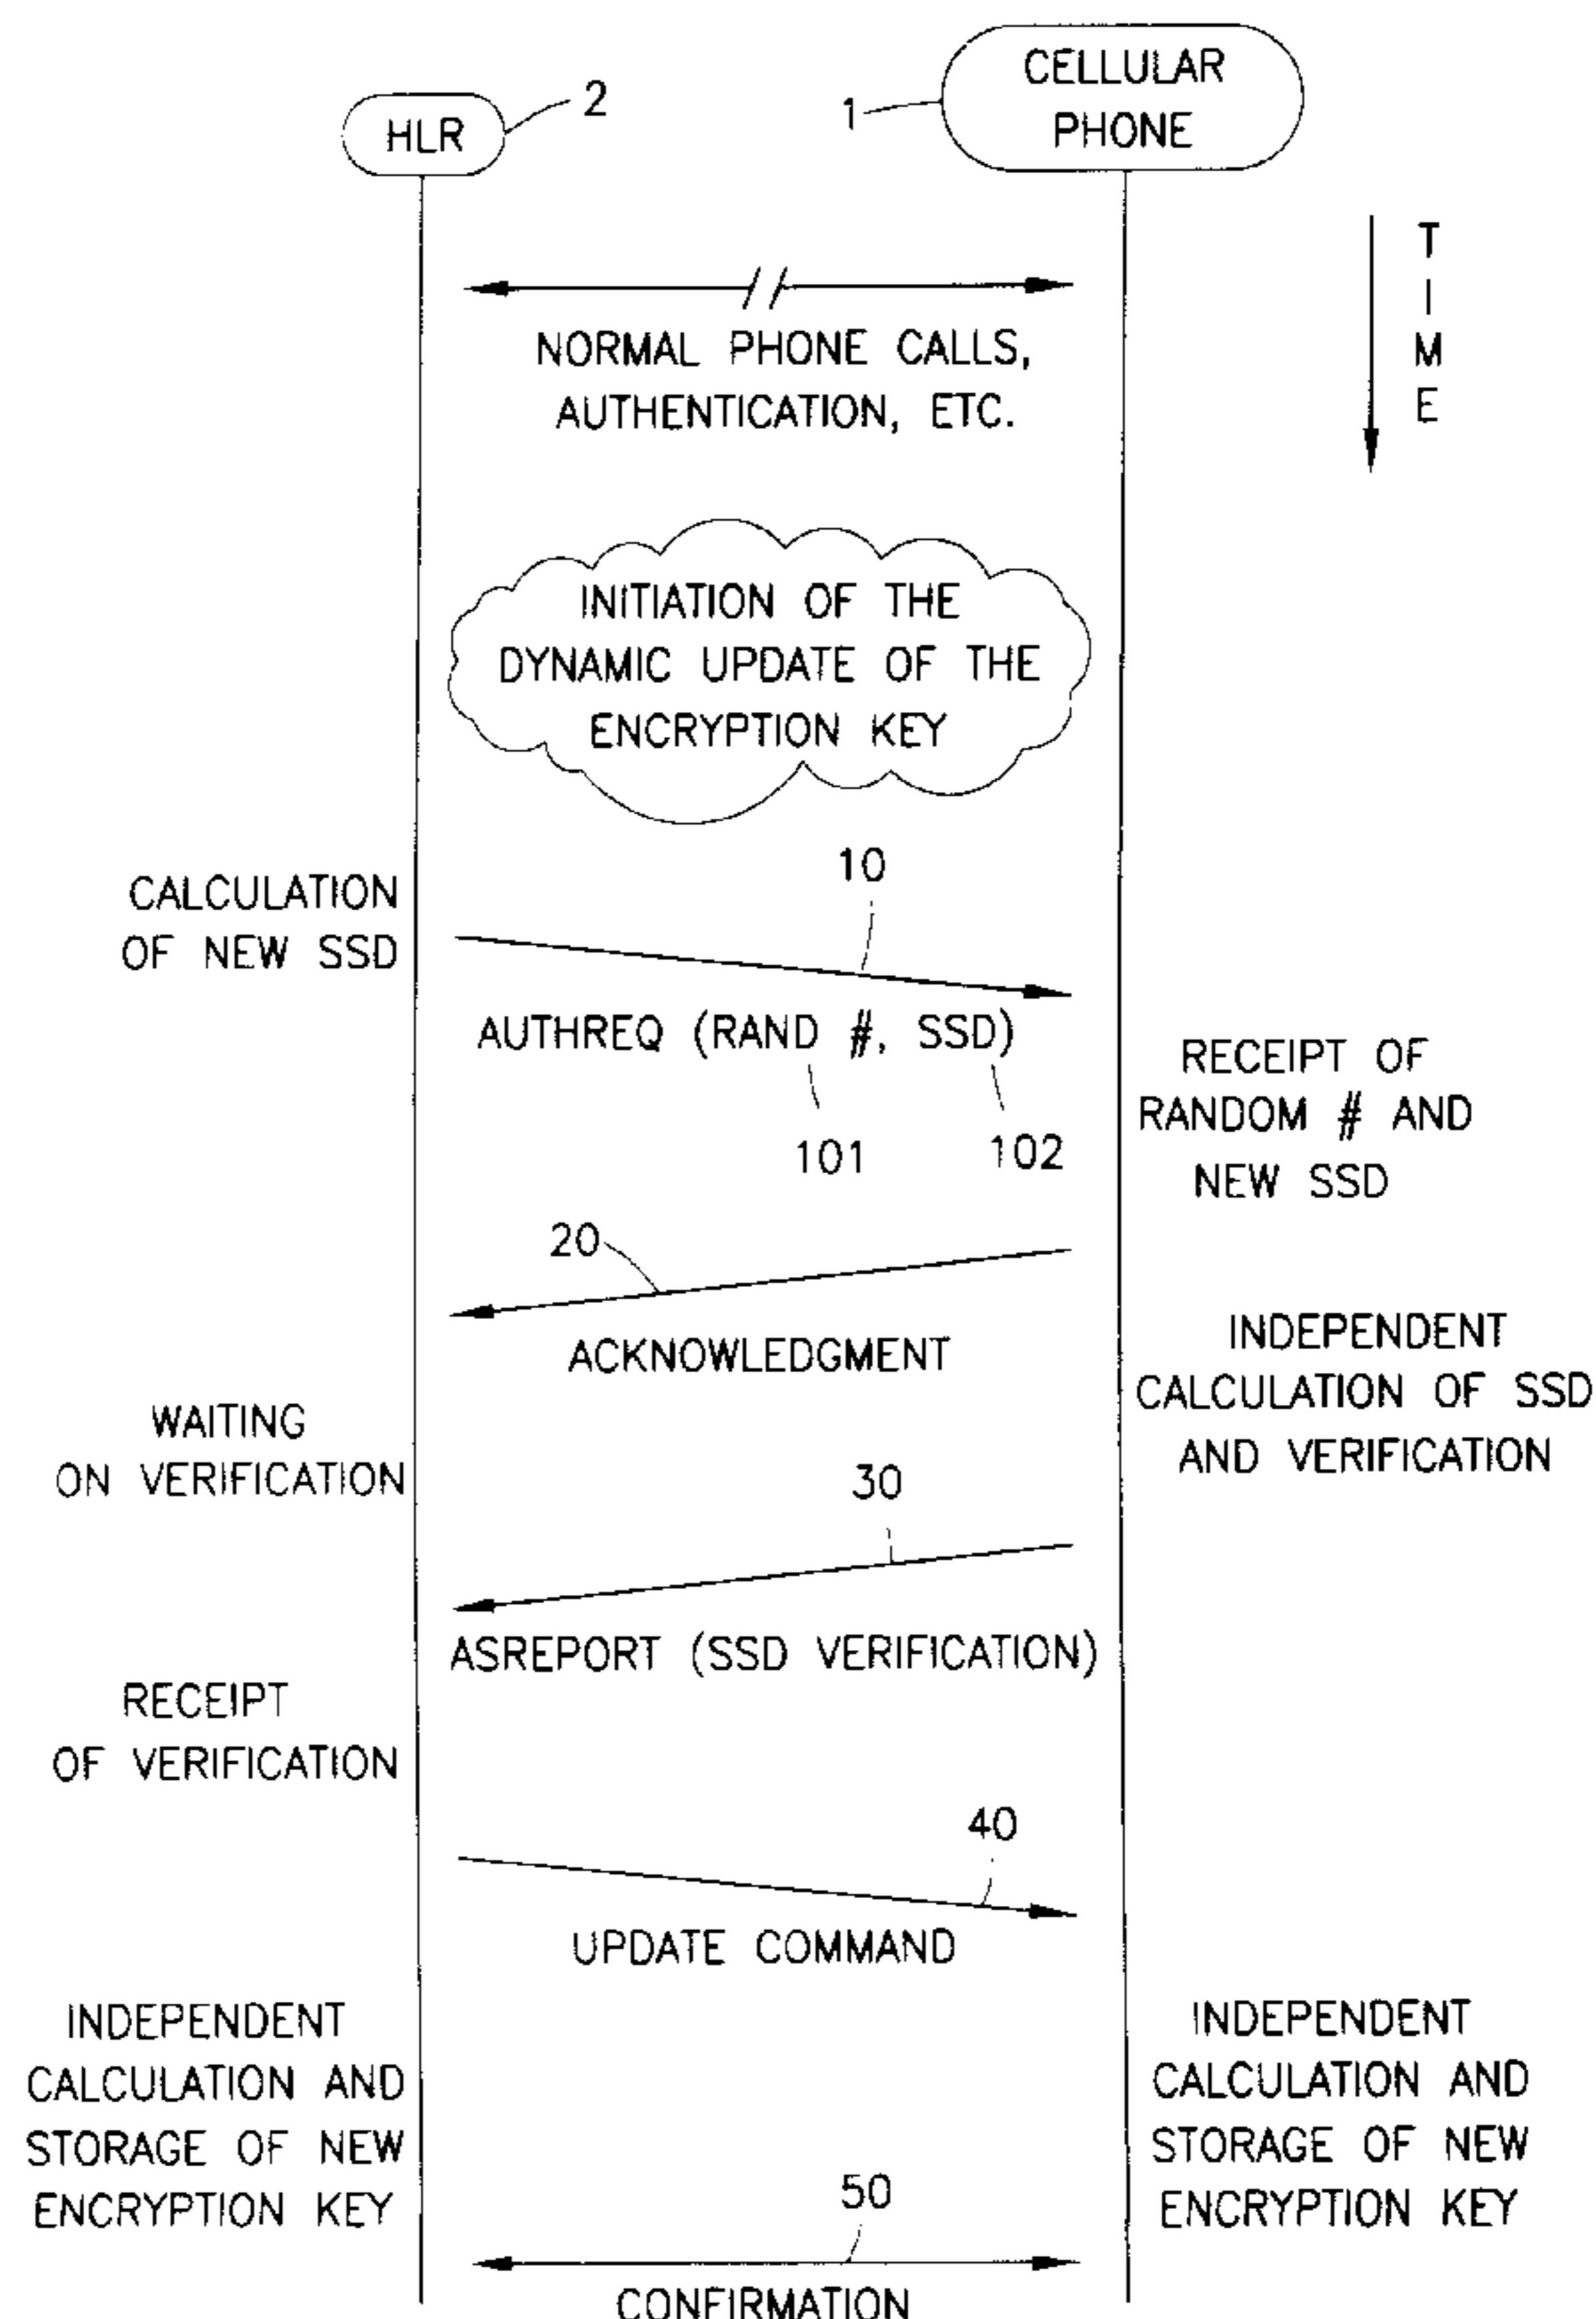 CELLULAR
PHONE
1
HLR
2
TIME
NORMAL PHONE CALLS,
AUTHENTICATION, ETC.
INITIATION OF THE
DYNAMIC UPDATE OF THE
ENCRYPTION KEY
10
CALCULATION
OF NEW SSD
AUTHREQ (RAND #, SSD)
101
102
RECEIPT OF
RANDOM # AND
NEW SSD
20
ACKNOWLEDGMENT
INDEPENDENT
CALCULATION OF SSD
AND VERIFICATION
WAITING
ON VERIFICATION
30
ASREPORT (SSD VERIFICATION)
RECEIPT
OF VERIFICATION
40
UPDATE COMMAND
INDEPENDENT
CALCULATION AND
STORAGE OF NEW
ENCRYPTION KEY
INDEPENDENT
CALCULATION AND
STORAGE OF NEW
ENCRYPTION KEY
50
CONFIRMATION